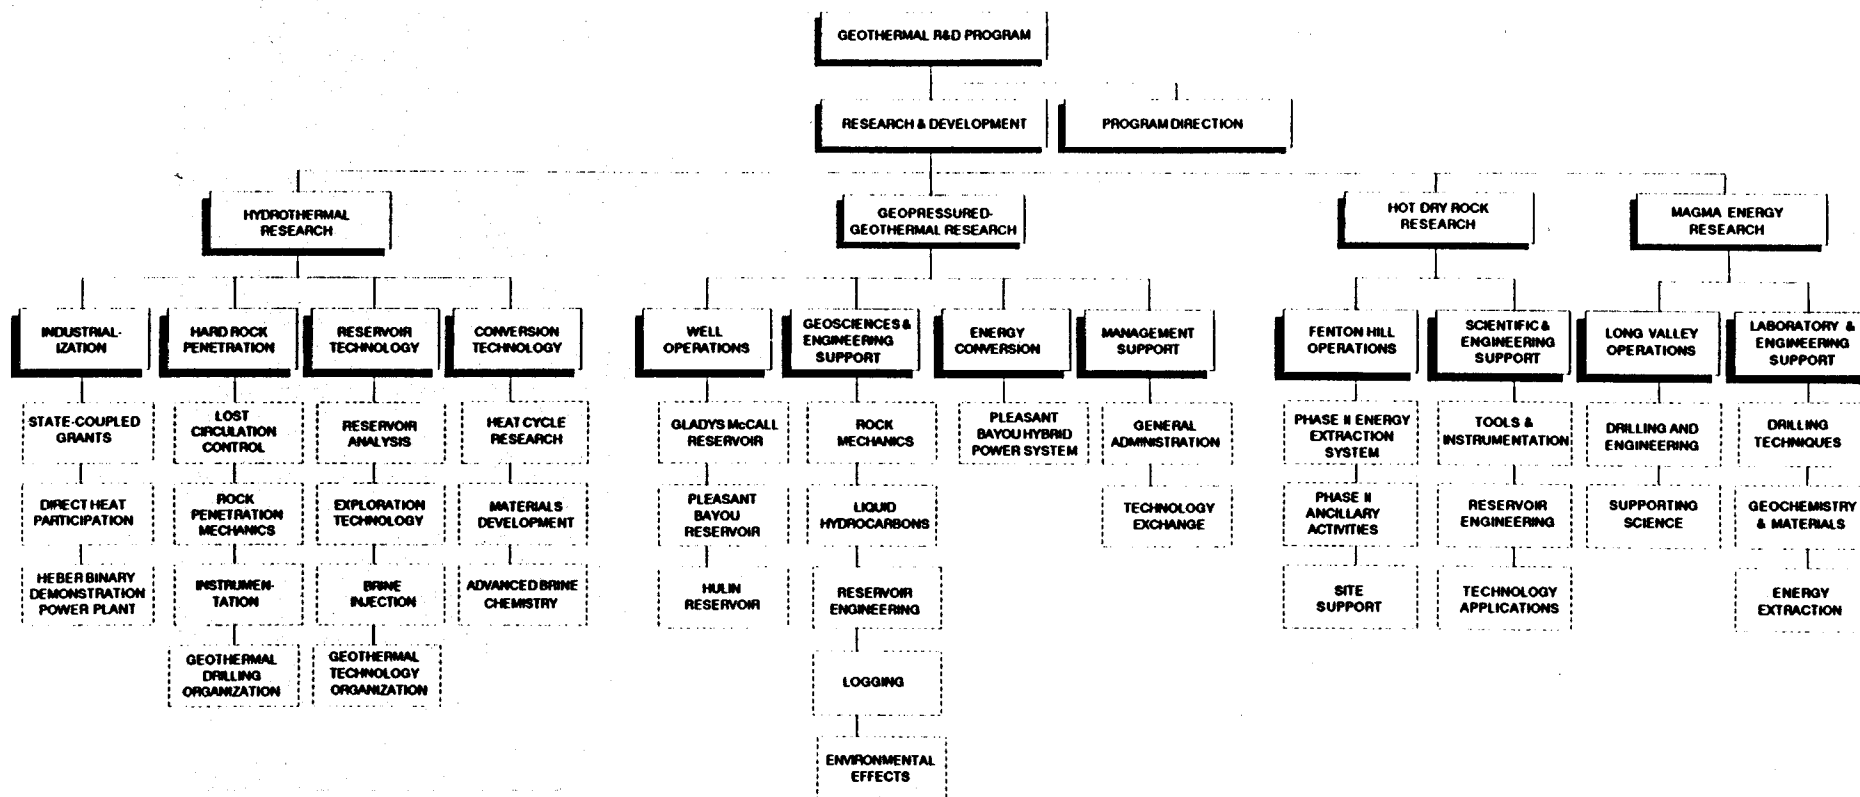 GEOTHERMAL R&D PROGRAM
RESEARCH & DEVELOPMENT
PROGRAM DIRECTION
HYDROTHERMAL
RESEARCH
GEOPRESSURED-
GEOTHERMAL RESEARCH
HOT DRY ROCK
RESEARCH
MAGMA ENERGY
RESEARCH
INDUSTRIAL-
IZATION
HARD ROCK
PENETRATION
RESERVOIR
TECHNOLOGY
CONVERSION
TECHNOLOGY
WELL
OPERATIONS
GEOSCIENCES &
ENGINEERING
SUPPORT
ENERGY
CONVERSION
MANAGEMENT
SUPPORT
FENTON HILL
OPERATIONS
SCIENTIFIC &
ENGINEERING
SUPPORT
LONG VALLEY
OPERATIONS
LABORATORY &
ENGINEERING
SUPPORT
STATE-COUPLED
GRANTS
LOST
CIRCULATION
CONTROL
RESERVOIR
ANALYSIS
HEAT CYCLE
RESEARCH
GLADYS McCALL
RESERVOIR
ROCK
MECHANICS
PLEASANT
BAYOU HYBRID
POWER SYSTEM
GENERAL
ADMINISTRATION
PHASE II ENERGY
EXTRACTION
SYSTEM
TOOLS &
INSTRUMENTATION
DRILLING AND
ENGINEERING
DRILLING
TECHNIQUES
DIRECT HEAT
PARTICIPATION
ROCK
PENETRATION
MECHANICS
EXPLORATION
TECHNOLOGY
MATERIALS
DEVELOPMENT
PLEASANT
BAYOU
RESERVOIR
LIQUID
HYDROCARBONS
TECHNOLOGY
EXCHANGE
PHASE II
ANCILLARY
ACTIVITIES
RESERVOIR
ENGINEERING
SUPPORTING
SCIENCE
GEOCHEMISTRY
& MATERIALS
HEBER BINARY
DEMONSTRATION
POWER PLANT
INSTRUMEN-
TATION
BRINE
INJECTION
ADVANCED BRINE
CHEMISTRY
HULIN
RESERVOIR
RESERVOIR
ENGINEERING
SITE
SUPPORT
TECHNOLOGY
APPLICATIONS
ENERGY
EXTRACTION
GEOTHERMAL
DRILLING
ORGANIZATION
GEOTHERMAL
TECHNOLOGY
ORGANIZATION
LOGGING
ENVIRONMENTAL
EFFECTS